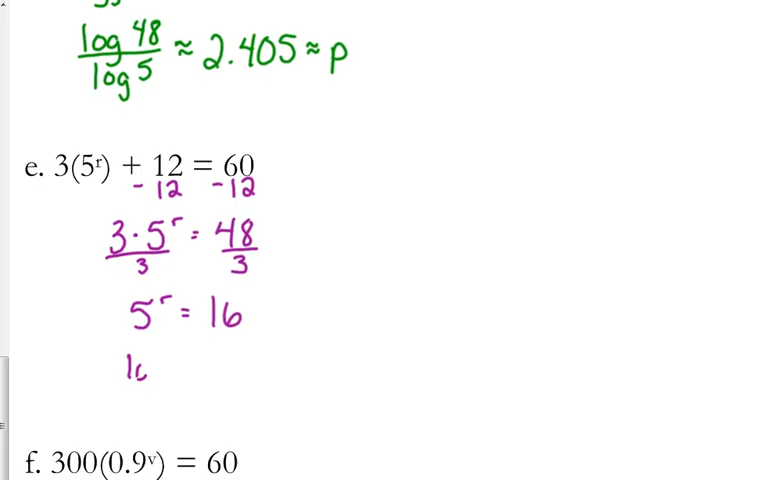 log 48
―――― ≈ 2.405 ≈ p
log 5
e. 3(5ʳ) + 12 = 60
- 12 - 12
3 · 5ʳ = 48
3 3
5ʳ = 16
f. 300(0.9ᵛ) = 60